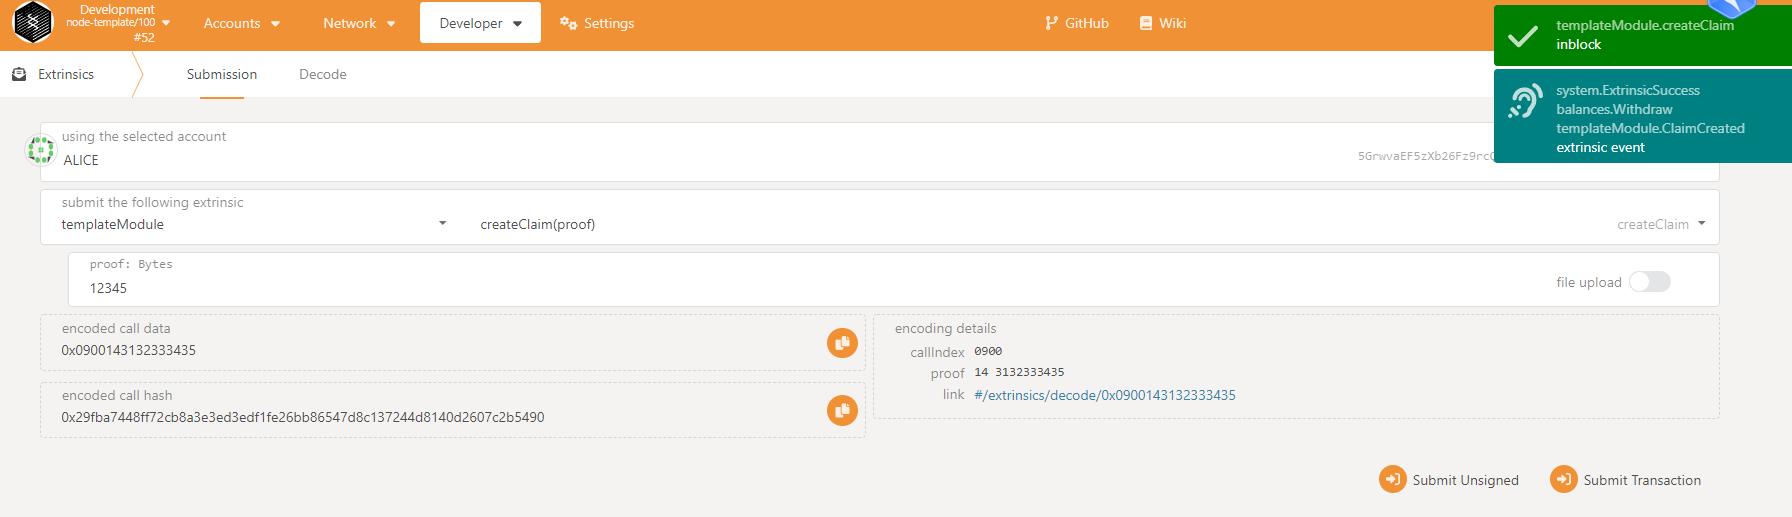 Development
node-template/100
#52
Accounts
Network
Developer
Settings
GitHub
Wiki
templateModule.createClaim
inblock
Extrinsics
Submission
Decode
system.ExtrinsicSuccess
balances.Withdraw
templateModule.ClaimCreated
extrinsic event
using the selected account
ALICE
5GrwvaEF5zXb26Fz9rc
submit the following extrinsic
templateModule
createClaim(proof)
createClaim
proof: Bytes
12345
file upload
encoded call data
0x0900143132333435
encoded call hash
0x29fba7448ff72cb8a3e3ed3edf1fe26bb86547d8c137244d8140d2607c2b5490
encoding details
callIndex 0900
proof 14 3132333435
link #/extrinsics/decode/0x0900143132333435
Submit Unsigned
Submit Transaction